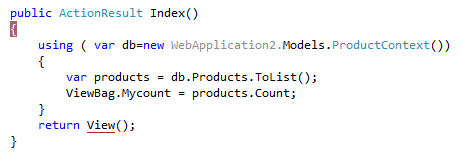 public ActionResult Index()
{
using ( var db=new WebApplication2.Models.ProductContext())
{
var products = db.Products.ToList();
ViewBag.Mycount = products.Count;
}
return View();
}